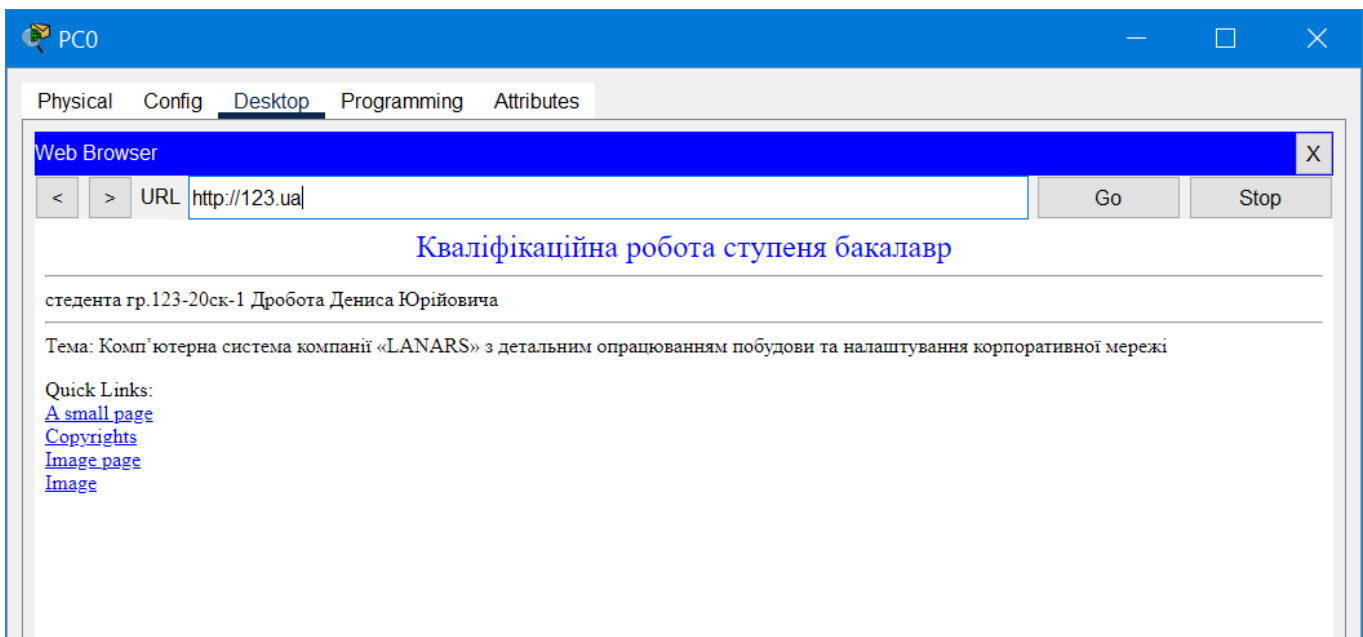 PC0
Physical Config Desktop Programming Attributes
Web Browser X
< > URL http://123.ua Go Stop
Кваліфікаційна робота ступеня бакалавр
стедента гр.123-20ск-1 Дробота Дениса Юрійовича
Тема: Комп’ютерна система компанії «LANARS» з детальним опрацюванням побудови та налаштування корпоративної мережі
Quick Links:
A small page
Copyrights
Image page
Image